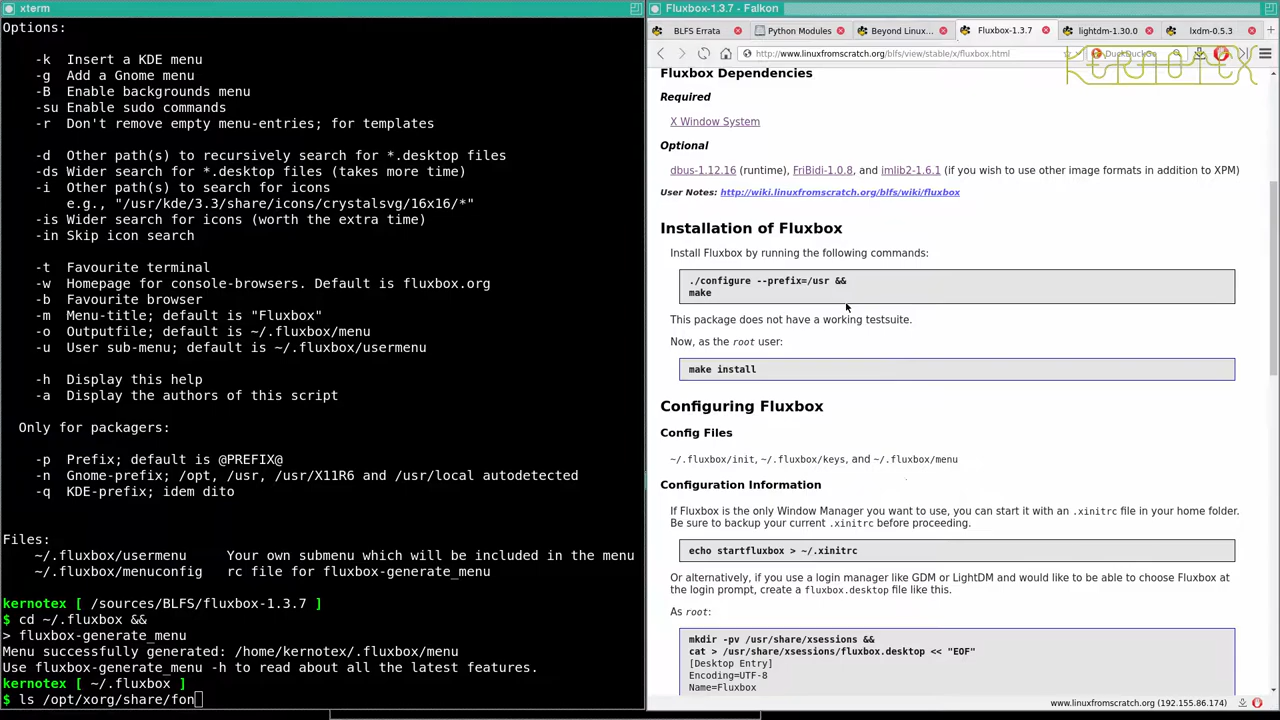 xterm
Options:
-k Insert a KDE menu
-g Add a Gnome menu
-B Enable backgrounds menu
-su Enable sudo commands
-r Don't remove empty menu-entries; for templates
-d Other path(s) to recursively search for *.desktop files
-ds Wider search for *.desktop files (takes more time)
-i Other path(s) to search for icons
e.g., "/usr/kde/3.3/share/icons/crystalsvg/16x16/*"
-is Wider search for icons (worth the extra time)
-in Skip icon search
-t Favourite terminal
-w Homepage for console-browsers. Default is fluxbox.org
-b Favourite browser
-m Menu-title; default is "Fluxbox"
-o Outputfile; default is ~/.fluxbox/menu
-u User sub-menu; default is ~/.fluxbox/usermenu
-h Display this help
-a Display the authors of this script
Only for packagers:
-p Prefix; default is @PREFIX@
-n Gnome-prefix; /opt, /usr, /usr/X11R6 and /usr/local autodetected
-q KDE-prefix; idem dito
Files:
~/.fluxbox/usermenu Your own submenu which will be included in the menu
~/.fluxbox/menuconfig rc file for fluxbox-generate_menu
kernotex [ /sources/BLFS/fluxbox-1.3.7 ]
$ cd ~/.fluxbox &&
> fluxbox-generate_menu
Menu successfully generated: /home/kernotex/.fluxbox/menu
Use fluxbox-generate_menu -h to read about all the latest features.
kernotex [ ~/.fluxbox ]
$ ls /opt/xorg/share/fon
Fluxbox-1.3.7 - Falkon
BLFS Errata
Python Modules
Beyond Linux...
Fluxbox-1.3.7
lightdm-1.30.0
lxdm-0.5.3
http://www.linuxfromscratch.org/blfs/view/stable/x/fluxbox.html
DuckDuckGo
KERNOTEX
Fluxbox Dependencies
Required
X Window System
Optional
dbus-1.12.16 (runtime), FriBidi-1.0.8, and imlib2-1.6.1 (if you wish to use other image formats in addition to XPM)
User Notes: http://wiki.linuxfromscratch.org/blfs/wiki/fluxbox
Installation of Fluxbox
Install Fluxbox by running the following commands:
./configure --prefix=/usr &&
make
This package does not have a working testsuite.
Now, as the root user:
make install
Configuring Fluxbox
Config Files
~/.fluxbox/init, ~/.fluxbox/keys, and ~/.fluxbox/menu
Configuration Information
If Fluxbox is the only Window Manager you want to use, you can start it with an .xinitrc file in your home folder.
Be sure to backup your current .xinitrc before proceeding.
echo startfluxbox > ~/.xinitrc
Or alternatively, if you use a login manager like GDM or LightDM and would like to be able to choose Fluxbox at
the login prompt, create a fluxbox.desktop file like this.
As root:
mkdir -pv /usr/share/xsessions &&
cat > /usr/share/xsessions/fluxbox.desktop << "EOF"
[Desktop Entry]
Encoding=UTF-8
Name=Fluxbox
www.linuxfromscratch.org (192.155.86.174)